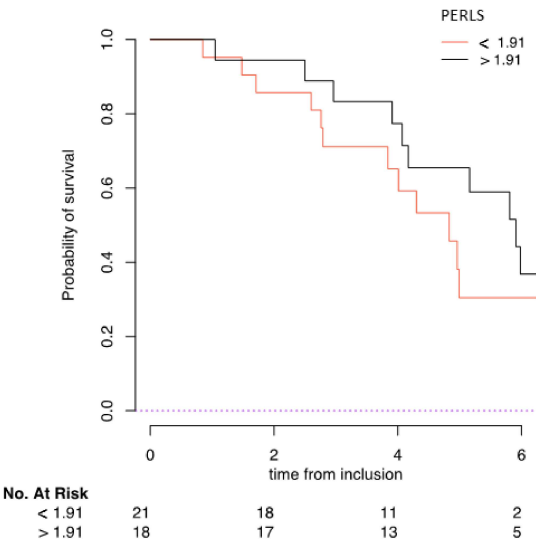 PERLS
< 1.91
> 1.91
Probability of survival
1.0
0.8
0.6
0.4
0.2
0.0
0 2 4 6
time from inclusion
No. At Risk
< 1.91 21 18 11 2
> 1.91 18 17 13 5